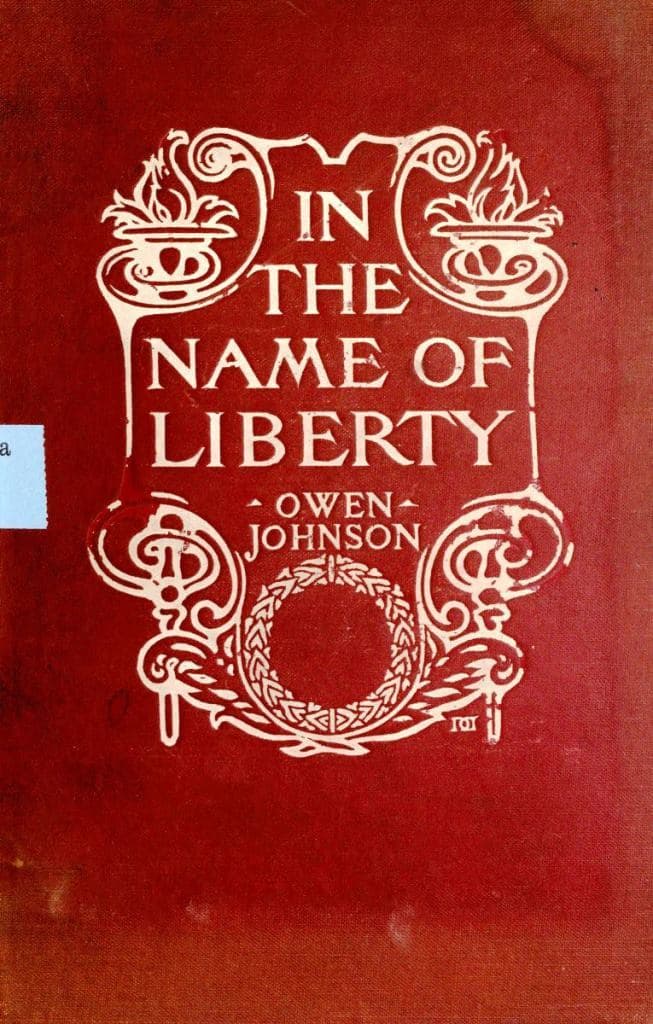 a
IN
THE
NAME OF
LIBERTY
OWEN
JOHNSON